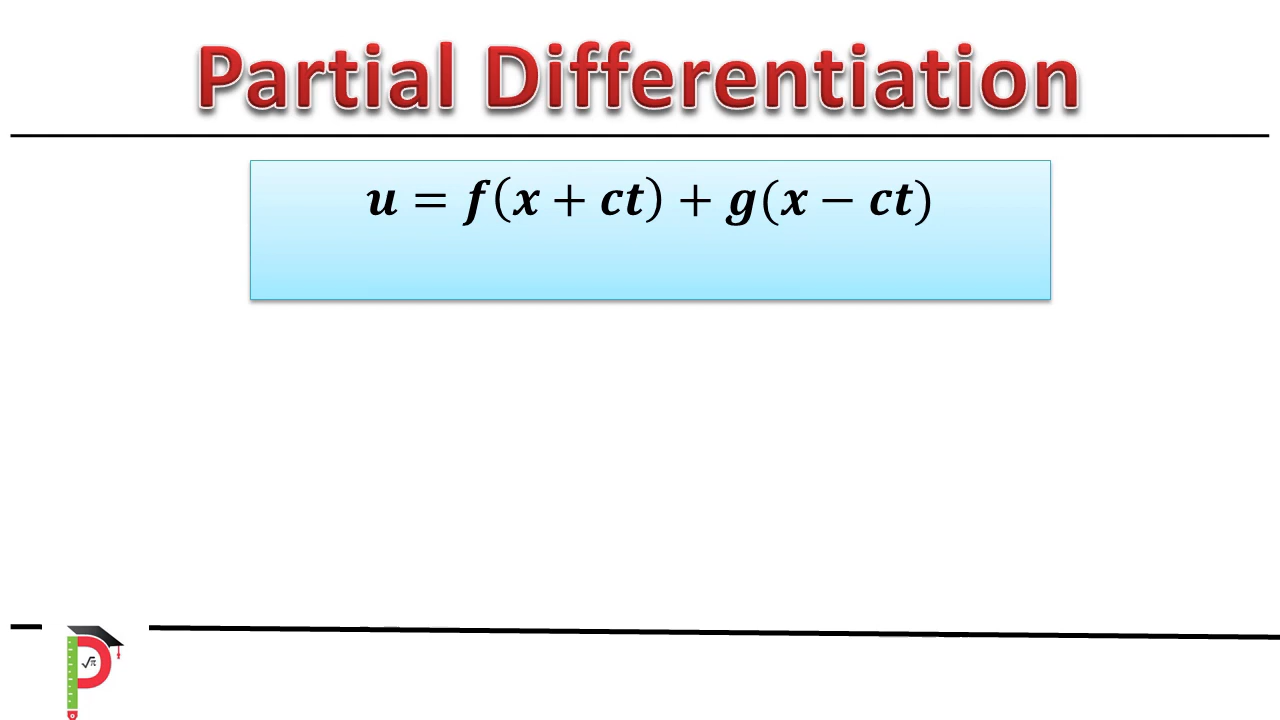 Partial Differentiation
u = f(x + ct) + g(x − ct)
√π